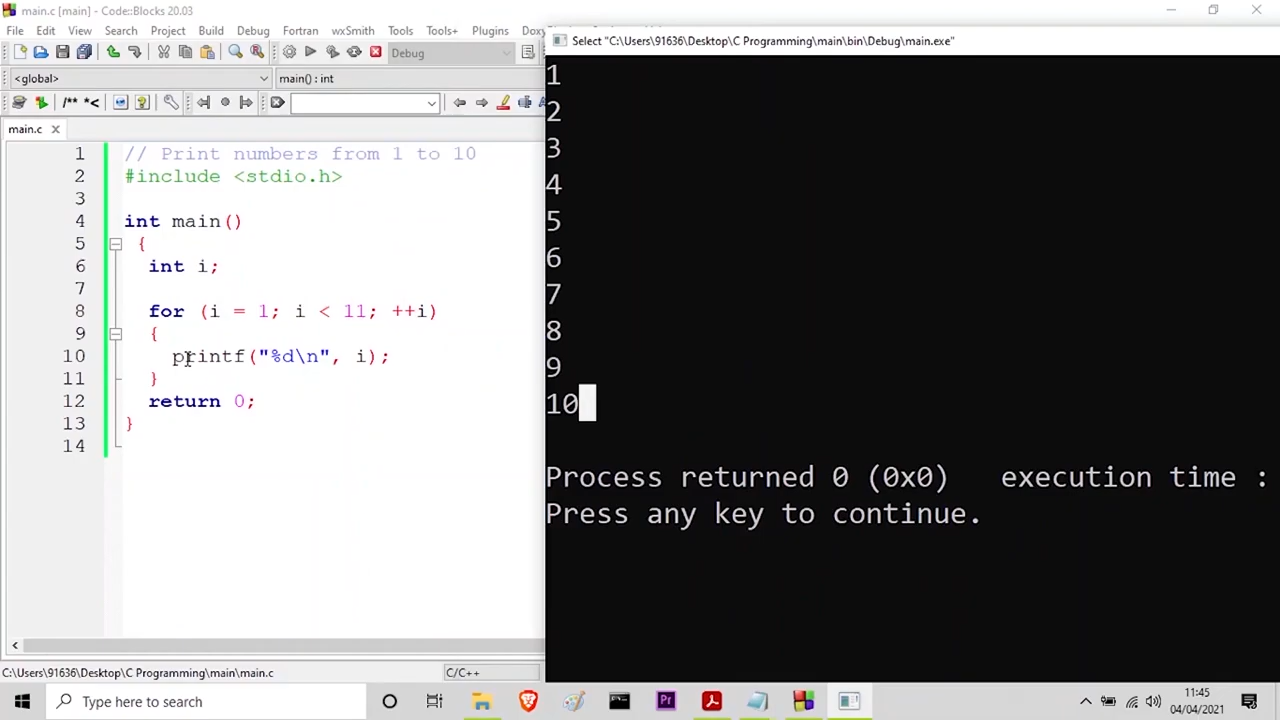 main.c [main] - Code::Blocks 20.03
File Edit View Search Project Build Debug Fortran wxSmith Tools Tools+ Plugins
Debug
<global>
main() : int
/** *<
main.c
1 // Print numbers from 1 to 10
2 #include <stdio.h>
3
4 int main()
5 {
6 int i;
7
8 for (i = 1; i < 11; ++i)
9 {
10 printf("%d\n", i);
11 }
12 return 0;
13 }
14
C:\Users\91636\Desktop\C Programming\main\main.c
C/C++
Select "C:\Users\91636\Desktop\C Programming\main\bin\Debug\main.exe"
1
2
3
4
5
6
7
8
9
10
Process returned 0 (0x0) execution time :
Press any key to continue.
Type here to search
Pr
11:45
04/04/2021